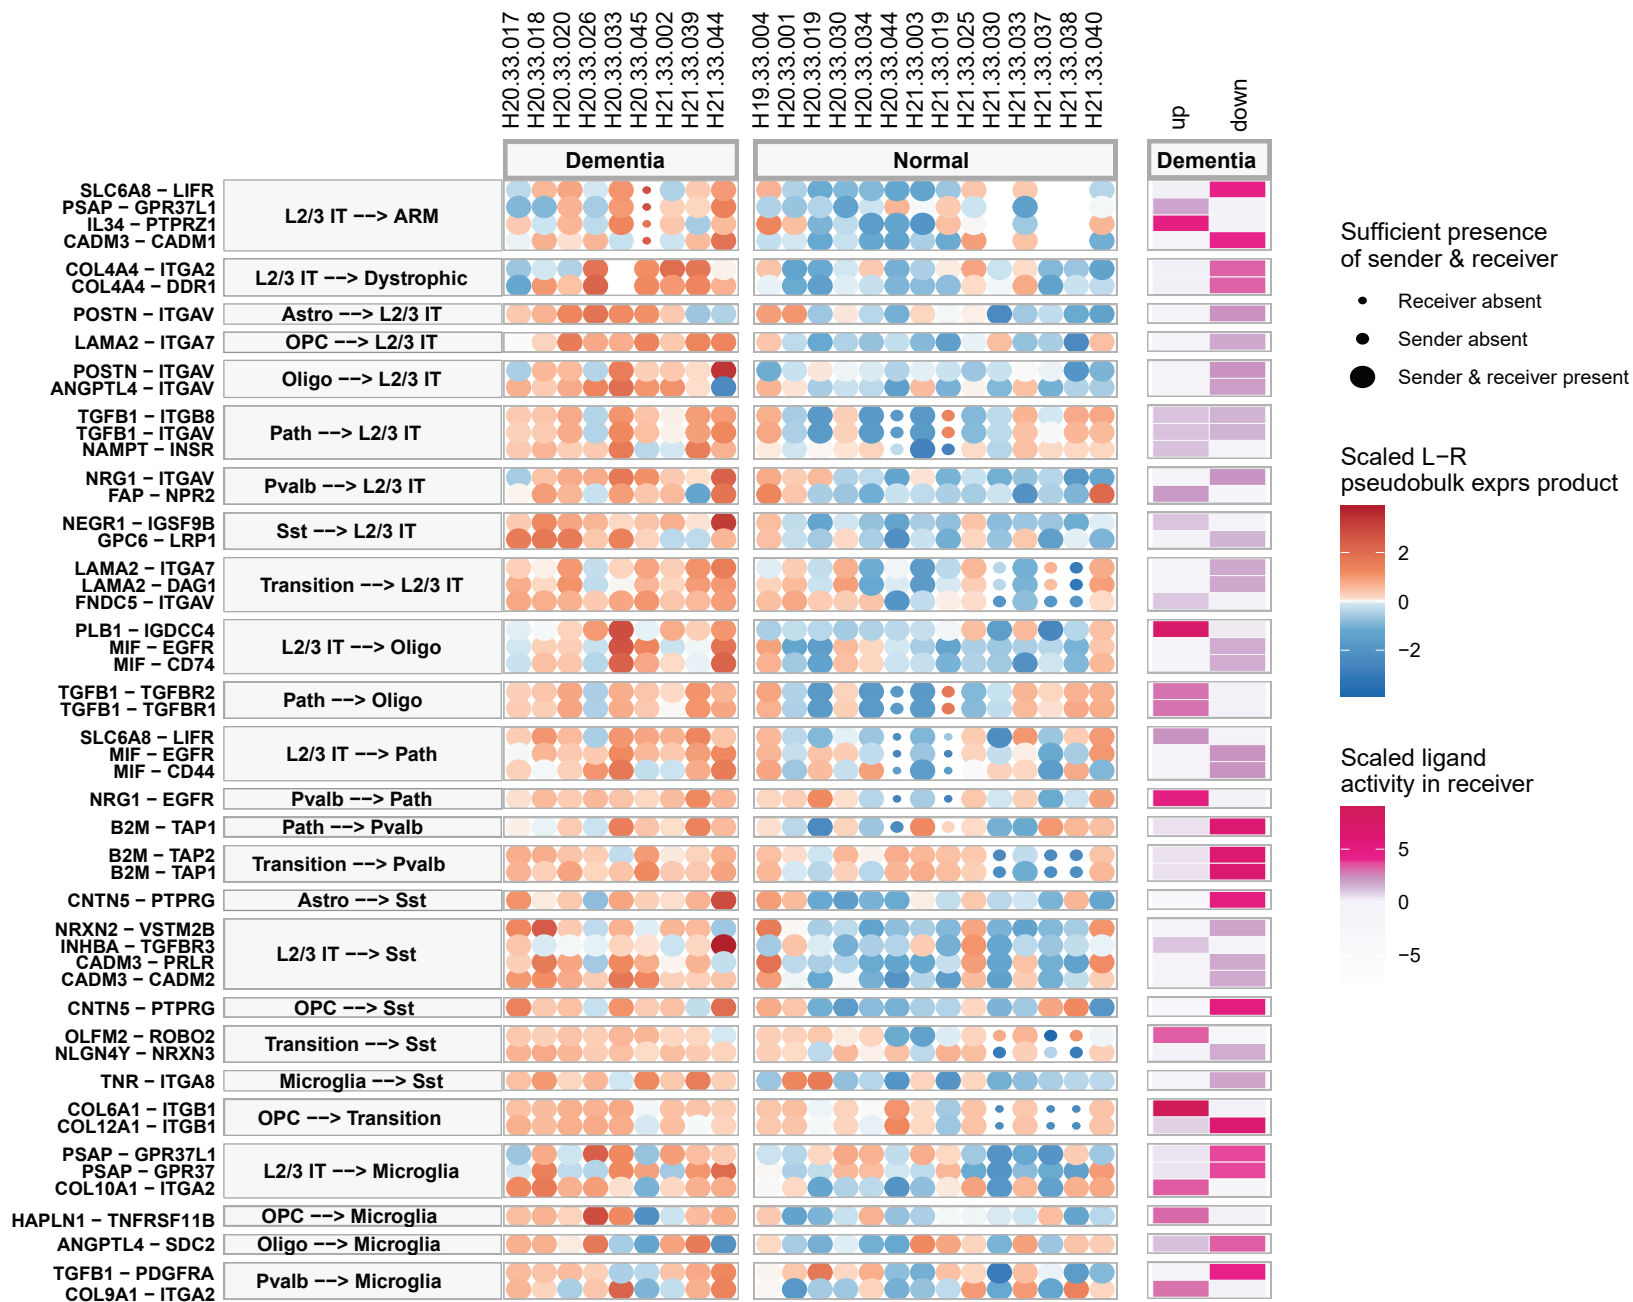 H20.33.017
H20.33.018
H20.33.020
H20.33.026
H20.33.033
H20.33.045
H21.33.002
H21.33.039
H21.33.044
H19.33.004
H20.33.001
H20.33.019
H20.33.030
H20.33.034
H20.33.044
H21.33.003
H21.33.019
H21.33.025
H21.33.030
H21.33.033
H21.33.037
H21.33.038
H21.33.040
up
down
Dementia
Normal
Dementia
SLC6A8 − LIFR
PSAP − GPR37L1
IL34 − PTPRZ1
CADM3 − CADM1
L2/3 IT −−> ARM
COL4A4 − ITGA2
COL4A4 − DDR1
L2/3 IT −−> Dystrophic
POSTN − ITGAV
Astro −−> L2/3 IT
LAMA2 − ITGA7
OPC −−> L2/3 IT
POSTN − ITGAV
ANGPTL4 − ITGAV
Oligo −−> L2/3 IT
TGFB1 − ITGB8
TGFB1 − ITGAV
NAMPT − INSR
Path −−> L2/3 IT
NRG1 − ITGAV
FAP − NPR2
Pvalb −−> L2/3 IT
NEGR1 − IGSF9B
GPC6 − LRP1
Sst −−> L2/3 IT
LAMA2 − ITGA7
LAMA2 − DAG1
FNDC5 − ITGAV
Transition −−> L2/3 IT
PLB1 − IGDCC4
MIF − EGFR
MIF − CD74
L2/3 IT −−> Oligo
TGFB1 − TGFBR2
TGFB1 − TGFBR1
Path −−> Oligo
SLC6A8 − LIFR
MIF − EGFR
MIF − CD44
L2/3 IT −−> Path
NRG1 − EGFR
Pvalb −−> Path
B2M − TAP1
Path −−> Pvalb
B2M − TAP2
B2M − TAP1
Transition −−> Pvalb
CNTN5 − PTPRG
Astro −−> Sst
NRXN2 − VSTM2B
INHBA − TGFBR3
CADM3 − PRLR
CADM3 − CADM2
L2/3 IT −−> Sst
CNTN5 − PTPRG
OPC −−> Sst
OLFM2 − ROBO2
NLGN4Y − NRXN3
Transition −−> Sst
TNR − ITGA8
Microglia −−> Sst
COL6A1 − ITGB1
COL12A1 − ITGB1
OPC −−> Transition
PSAP − GPR37L1
PSAP − GPR37
COL10A1 − ITGA2
L2/3 IT −−> Microglia
HAPLN1 − TNFRSF11B
OPC −−> Microglia
ANGPTL4 − SDC2
Oligo −−> Microglia
TGFB1 − PDGFRA
COL9A1 − ITGA2
Pvalb −−> Microglia
Sufficient presence
of sender & receiver
Receiver absent
Sender absent
Sender & receiver present
Scaled L−R
pseudobulk exprs product
2
0
−2
Scaled ligand
activity in receiver
5
0
−5